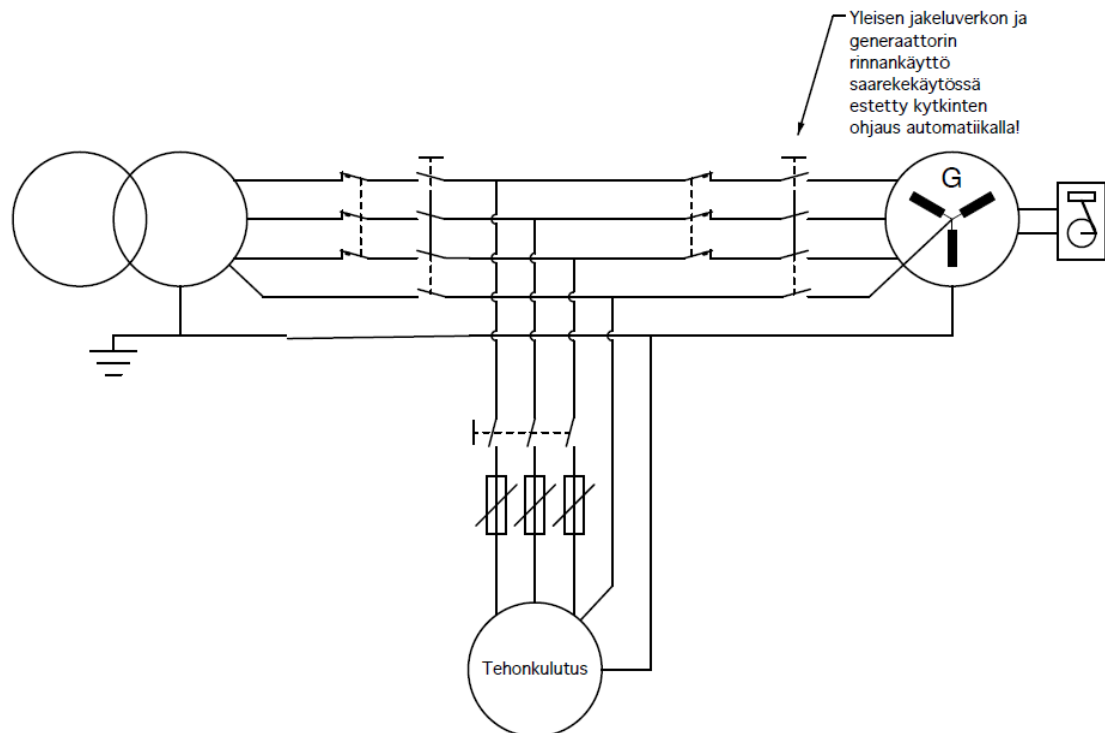 Yleisen jakeluverkon ja
generaattorin
rinnankäyttö
saarekekäytössä
estetty kytkinten
ohjaus automatiikalla!
G
Tehonkulutus